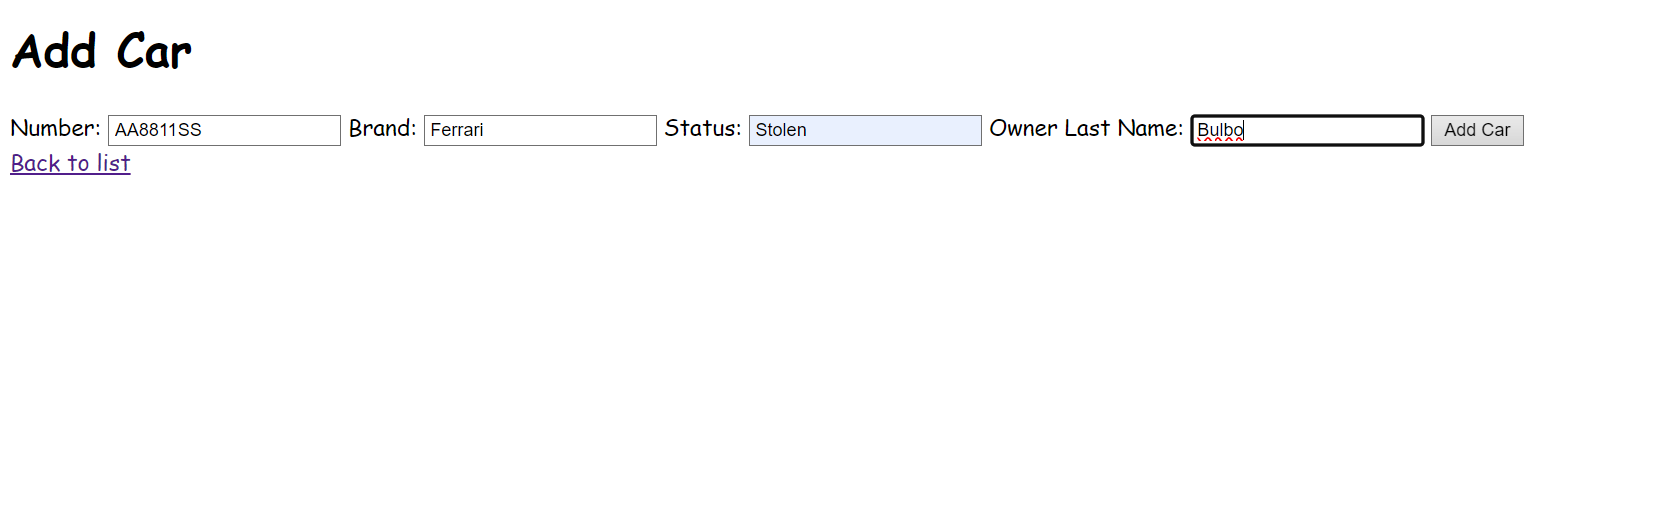 Add Car
Number: AA8811SS Brand: Ferrari Status: Stolen Owner Last Name: Bulbo Add Car
Back to list